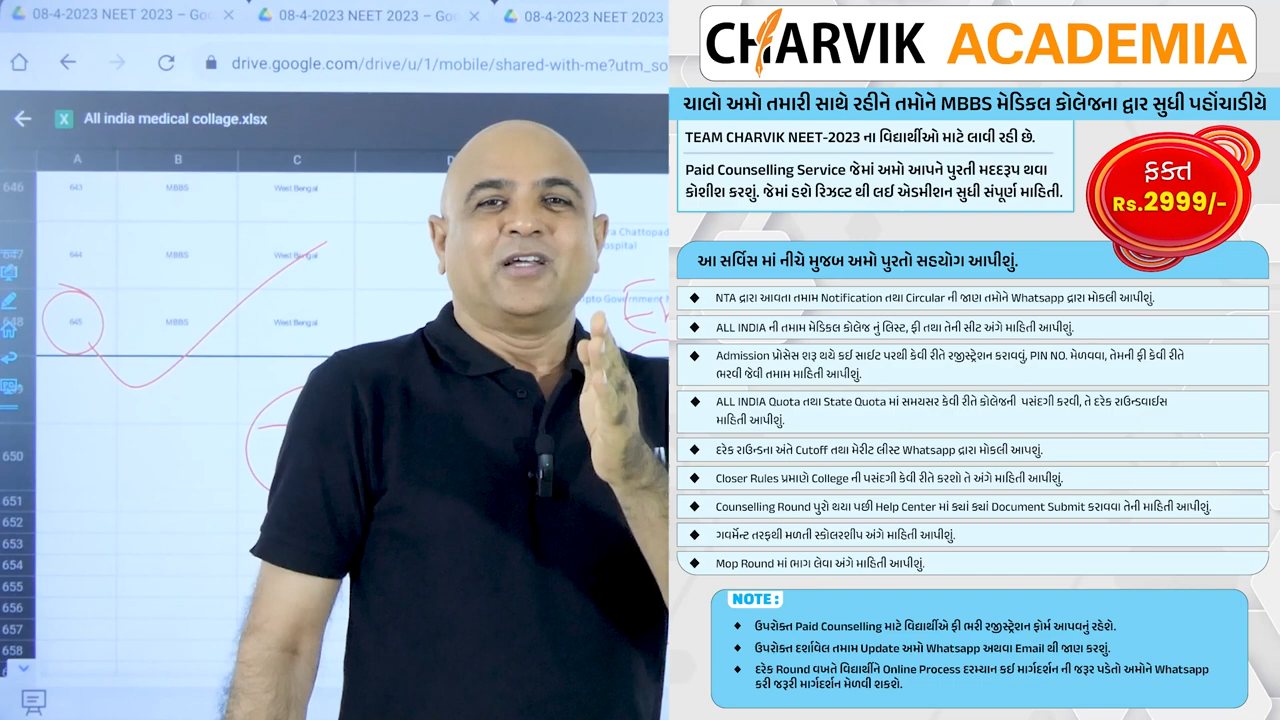 08-4-2023 NEET 2023 – Go
08-4-2023 NEET 2023 – Go
08-4-2023 NEET 2023
drive.google.com/drive/u/1/mobile/shared-with-me?utm_so
All india medical collage.xlsx
A B C D
646 643 MBBS West Bengal
647 644 MBBS West Bengal
ra Chattopad
ospital
648 645 MBBS West Bengal
pto Government
650
651
652
653
654
655
656
657
658
CHARVIK ACADEMIA
ચાલો અમો તમારી સાથે રહીને તમોને MBBS મેડિકલ કોલેજના દ્વાર સુધી પહોંચાડીયે
TEAM CHARVIK NEET-2023 ના વિદ્યાર્થીઓ માટે લાવી રહી છે.
Paid Counselling Service જેમાં અમો આપને પુરતી મદદરૂપ થવા
કોશીશ કરશું. જેમાં હશે રિઝલ્ટ થી લઈ એડમીશન સુધી સંપૂર્ણ માહિતી.
ફક્ત
Rs.2999/-
આ સર્વિસ માં નીચે મુજબ અમો પુરતો સહયોગ આપીશું.
◆ NTA દ્રારા આવતા તમામ Notification તથા Circular ની જાણ તમોને Whatsapp દ્રારા મોકલી આપીશું.
◆ ALL INDIA ની તમામ મેડિકલ કોલેજ નું લિસ્ટ, ફી તથા તેની સીટ અંગે માહિતી આપીશું.
◆ Admission પ્રોસેસ શરૂ થયે કઈ સાઈટ પરથી કેવી રીતે રજીસ્ટ્રેશન કરાવવું, PIN NO. મેળવવા, તેમની ફી કેવી રીતે
ભરવી જેવી તમામ માહિતી આપીશું.
◆ ALL INDIA Quota તથા State Quota માં સમયસર કેવી રીતે કોલેજની પસંદગી કરવી, તે દરેક રાઉન્ડવાઈસ
માહિતી આપીશું.
◆ દરેક રાઉન્ડના અંતે Cutoff તથા મેરીટ લીસ્ટ Whatsapp દ્રારા મોકલી આપશું.
◆ Closer Rules પ્રમાણે College ની પસંદગી કેવી રીતે કરશો તે અંગે માહિતી આપીશું.
◆ Counselling Round પુરો થયા પછી Help Center માં ક્યાં ક્યાં Document Submit કરાવવા તેની માહિતી આપીશું.
◆ ગવર્મેન્ટ તરફથી મળતી સ્કોલરશીપ અંગે માહિતી આપીશું.
◆ Mop Round માં ભાગ લેવા અંગે માહિતી આપીશું.
NOTE :
◆ ઉપરોક્ત Paid Counselling માટે વિદ્યાર્થીએ ફી ભરી રજીસ્ટ્રેશન ફોર્મ આપવનું રહેશે.
◆ ઉપરોક્ત દર્શાવેલ તમામ Update અમો Whatsapp અથવા Email થી જાણ કરશું.
◆ દરેક Round વખતે વિદ્યાર્થીને Online Process દરમ્યાન કઈ માર્ગદર્શન ની જરૂર પડેતો અમોને Whatsapp
કરી જરૂરી માર્ગદર્શન મેળવી શકશે.